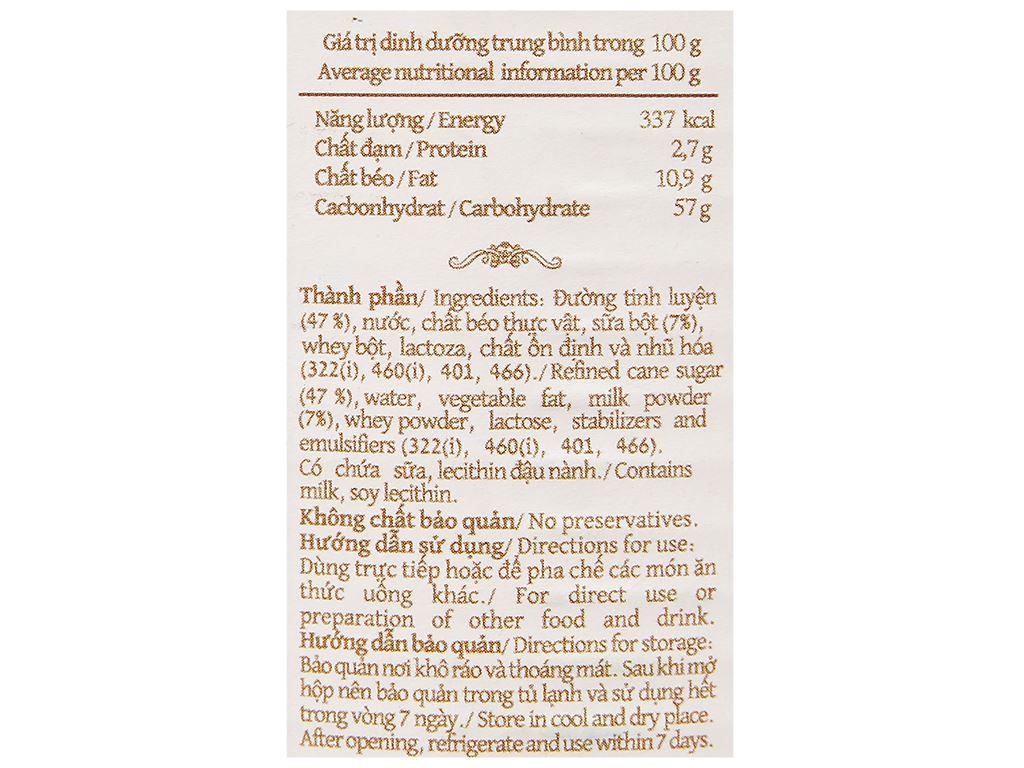 Giá trị dinh dưỡng trung bình trong 100 g
Average nutritional information per 100 g
Năng lượng / Energy 337 kcal
Chất đạm / Protein 2,7 g
Chất béo / Fat 10,9 g
Cacbonhydrat / Carbohydrate 57 g
Thành phần/ Ingredients: Đường tinh luyện
(47 %), nước, chất béo thực vật, sữa bột (7%),
whey bột, lactoza, chất ổn định và nhũ hóa
(322(i), 460(i), 401, 466)./ Refined cane sugar
(47 %), water, vegetable fat, milk powder
(7%), whey powder, lactose, stabilizers and
emulsifiers (322(i), 460(i), 401, 466).
Có chứa sữa, lecithin đậu nành./ Contains
milk, soy lecithin.
Không chất bảo quản/ No preservatives.
Hướng dẫn sử dụng/ Directions for use:
Dùng trực tiếp hoặc để pha chế các món ăn
thức uống khác./ For direct use or
preparation of other food and drink.
Hướng dẫn bảo quản/ Directions for storage:
Bảo quản nơi khô ráo và thoáng mát. Sau khi mở
hộp nên bảo quản trong tủ lạnh và sử dụng hết
trong vòng 7 ngày./ Store in cool and dry place.
After opening, refrigerate and use within 7 days.